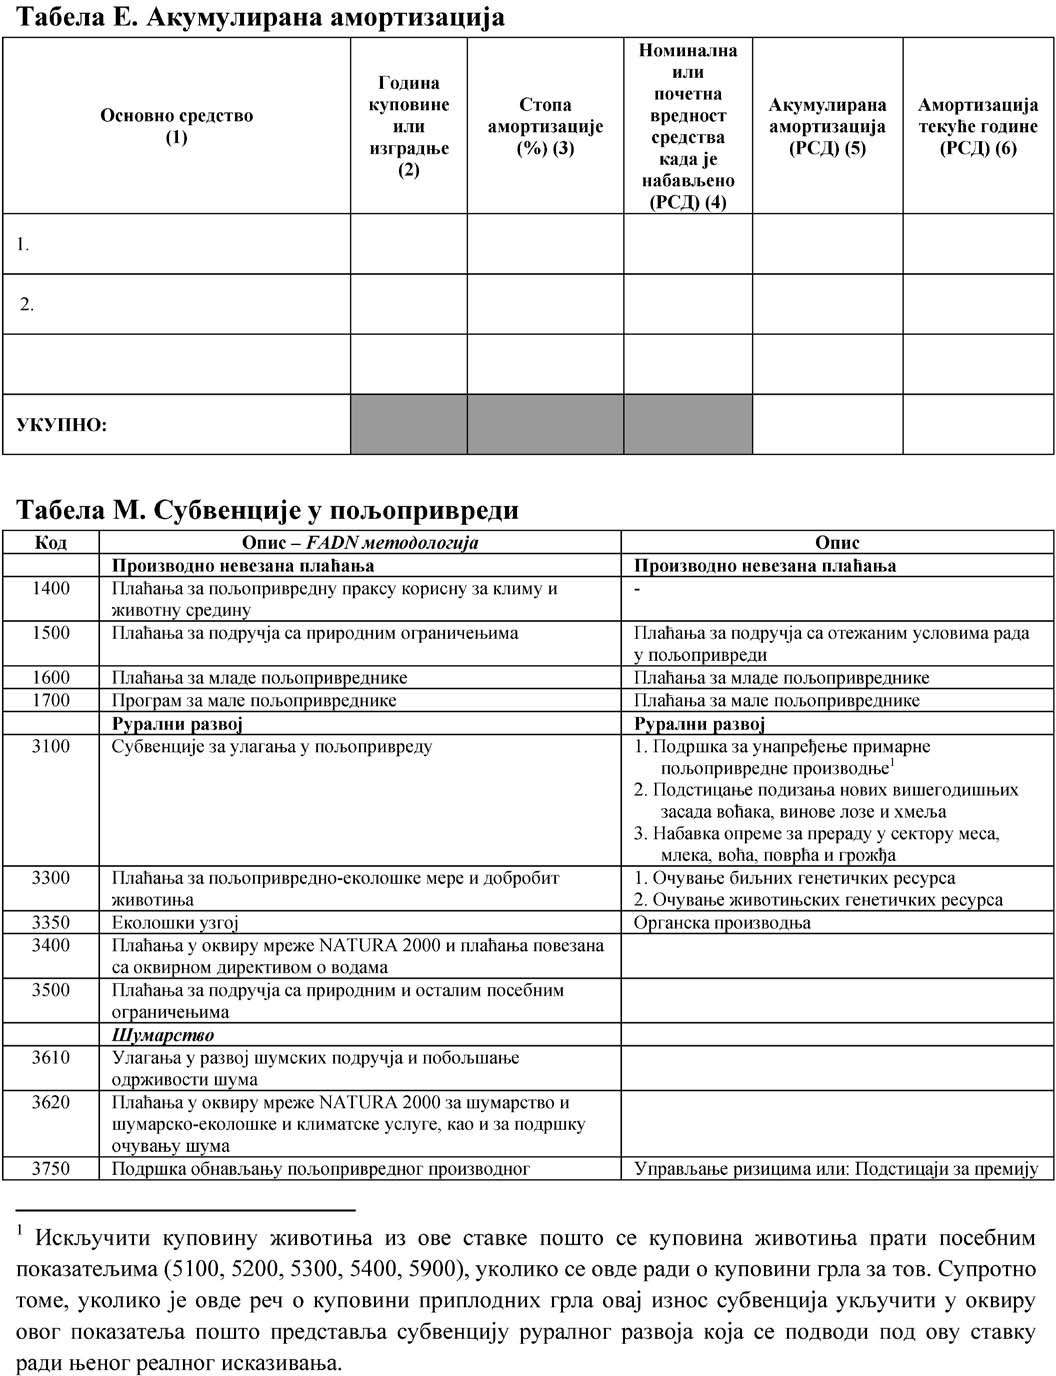 Табела Е. Акумулирана амортизација
Основно средство
(1)
Година
куповине
или
изградње
(2)
Стопа
амортизације
(%) (3)
Номинална
или
почетна
вредност
средства
када је
набављено
(РСД) (4)
Акумулирана
амортизација
(РСД) (5)
Амортизација
текуће године
(РСД) (6)
1.
2.
УКУПНО:
Табела М. Субвенције у пољопривреди
Код Опис – FADN методологија Опис
Производно невезана плаћања Производно невезана плаћања
1400 Плаћања за пољопривредну праксу корисну за климу и -
животну средину
1500 Плаћања за подручја са природним ограничењима Плаћања за подручја са отежаним условима рада
у пољопривреди
1600 Плаћања за младе пољопривреднике Плаћања за младе пољопривреднике
1700 Програм за мале пољопривреднике Плаћања за мале пољопривреднике
Рурални развој Рурални развој
3100 Субвенције за улагања у пољопривреду 1. Подршка за унапређење примарне
пољопривредне производње1
2. Подстицање подизања нових вишегодишњих
засада воћака, винове лозе и хмеља
3. Набавка опреме за прераду у сектору меса,
млека, воћа, поврћа и грожђа
3300 Плаћања за пољопривредно-еколошке мере и добробит 1. Очување биљних генетичких ресурса
животиња 2. Очување животињских генетичких ресурса
3350 Еколошки узгој Органска производња
3400 Плаћања у оквиру мреже NATURA 2000 и плаћања повезана
са оквирном директивом о водама
3500 Плаћања за подручја са природним и осталим посебним
ограничењима
Шумарство
3610 Улагања у развој шумских подручја и побољшање
одрживости шума
3620 Плаћања у оквиру мреже NATURA 2000 за шумарство и
шумарско-еколошке и климатске услуге, као и за подршку
очувању шума
3750 Подршка обнављању пољопривредног производног Управљање ризицима или: Подстицаји за премију
1 Искључити куповину животиња из ове ставке пошто се куповина животиња прати посебним
показатељима (5100, 5200, 5300, 5400, 5900), уколико се овде ради о куповини грла за тов. Супротно
томе, уколико је овде реч о куповини приплодних грла овај износ субвенција укључити у оквиру
овог показатеља пошто представља субвенцију руралног развоја која се подводи под ову ставку
ради њеног реалног исказивања.